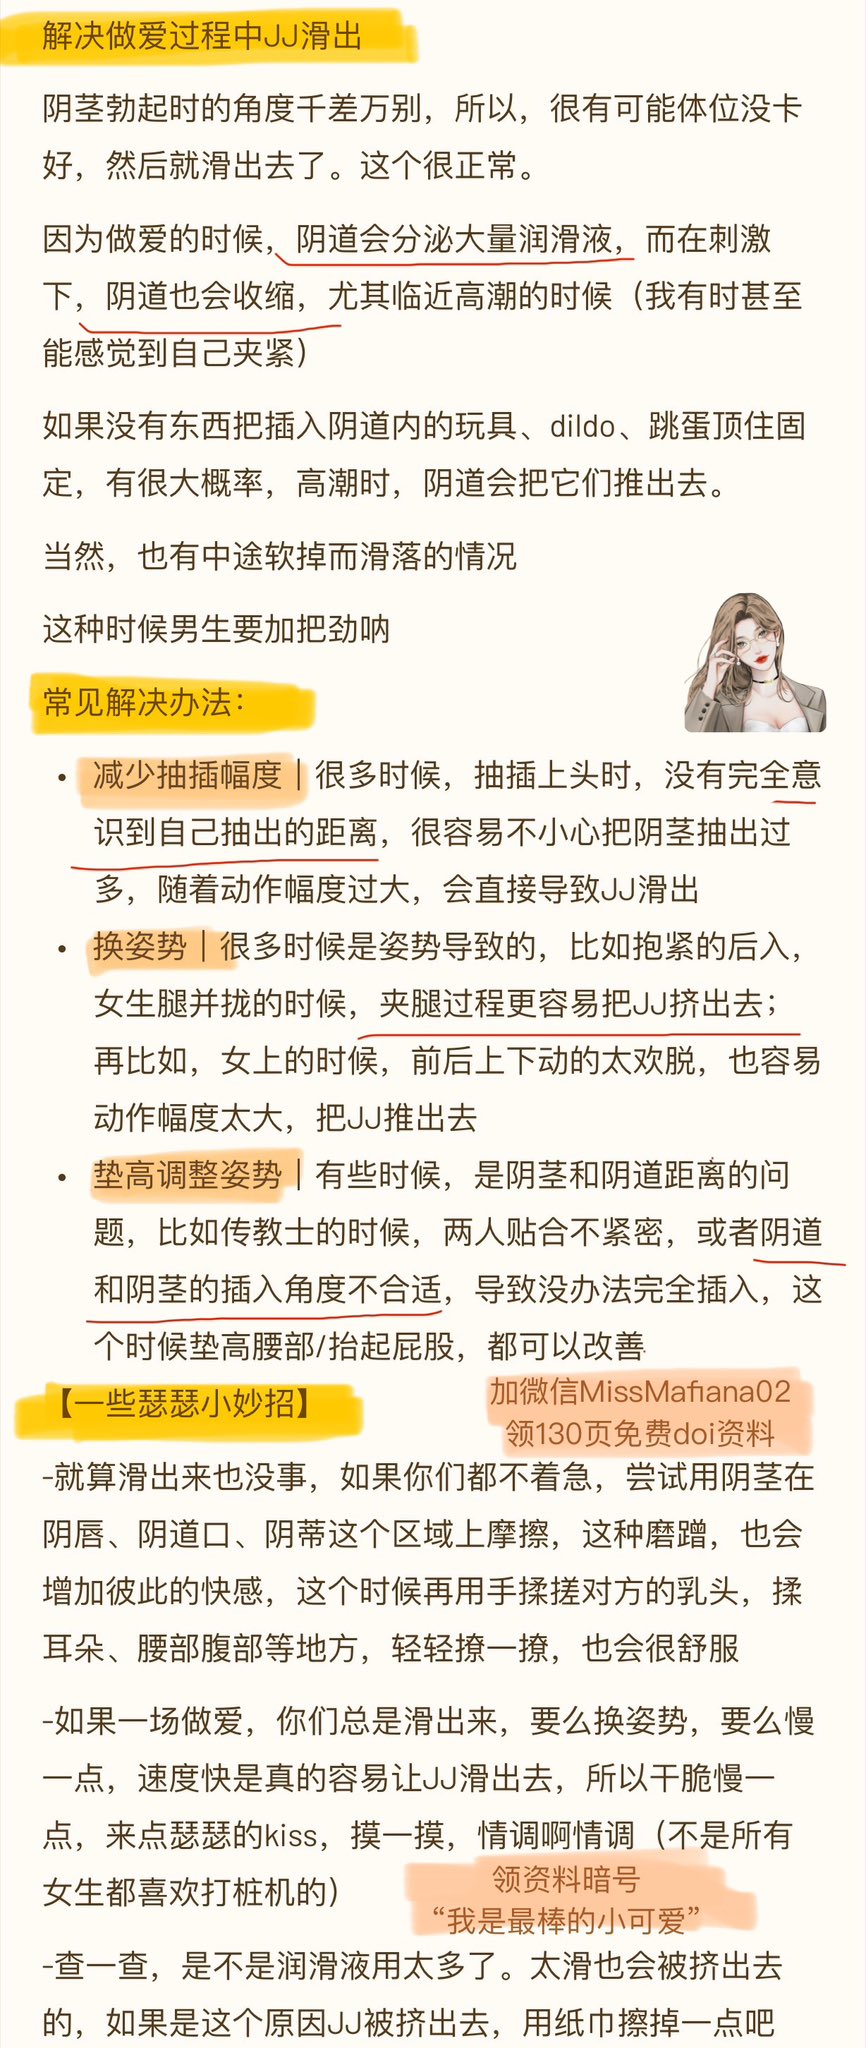 解决做爱过程中JJ滑出
阴茎勃起时的角度千差万别，所以，很有可能体位没卡
好，然后就滑出去了。这个很正常。
因为做爱的时候，阴道会分泌大量润滑液，而在刺激
下，阴道也会收缩，尤其临近高潮的时候（我有时甚至
能感觉到自己夹紧）
如果没有东西把插入阴道内的玩具、dildo、跳蛋顶住固
定，有很大概率，高潮时，阴道会把它们推出去。
当然，也有中途软掉而滑落的情况
这种时候男生要加把劲呐
常见解决办法：
• 减少抽插幅度｜很多时候，抽插上头时，没有完全意
识到自己抽出的距离，很容易不小心把阴茎抽出过
多，随着动作幅度过大，会直接导致JJ滑出
• 换姿势｜很多时候是姿势导致的，比如抱紧的后入，
女生腿并拢的时候，夹腿过程更容易把JJ挤出去；
再比如，女上的时候，前后上下动的太欢脱，也容易
动作幅度太大，把JJ推出去
• 垫高调整姿势｜有些时候，是阴茎和阴道距离的问
题，比如传教士的时候，两人贴合不紧密，或者阴道
和阴茎的插入角度不合适，导致没办法完全插入，这
个时候垫高腰部/抬起屁股，都可以改善
【一些瑟瑟小妙招】
加微信MissMafiana02
领130页免费doi资料
-就算滑出来也没事，如果你们都不着急，尝试用阴茎在
阴唇、阴道口、阴蒂这个区域上摩擦，这种磨蹭，也会
增加彼此的快感，这个时候再用手揉搓对方的乳头，揉
耳朵、腰部腹部等地方，轻轻撩一撩，也会很舒服
-如果一场做爱，你们总是滑出来，要么换姿势，要么慢
一点，速度快是真的容易让JJ滑出去，所以干脆慢一
点，来点瑟瑟的kiss，摸一摸，情调啊情调（不是所有
女生都喜欢打桩机的）
领资料暗号
“我是最棒的小可爱”
-查一查，是不是润滑液用太多了。太滑也会被挤出去
的，如果是这个原因JJ被挤出去，用纸巾擦掉一点吧